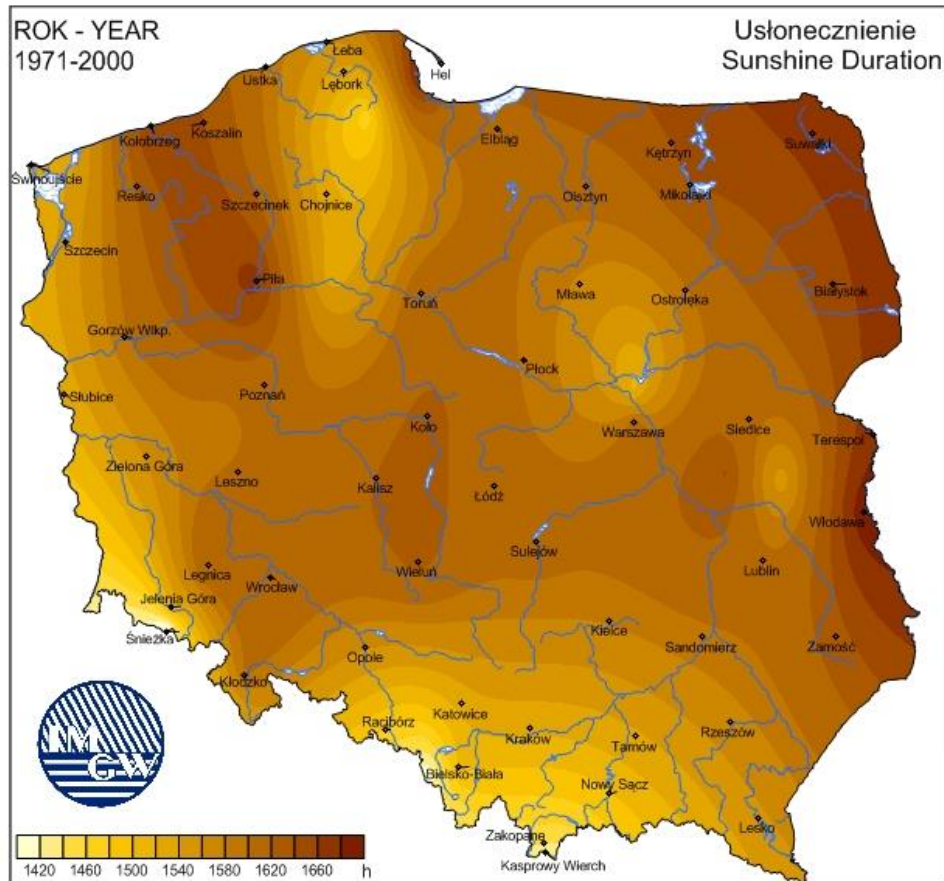 ROK - YEAR
1971-2000
Usłonecznienie
Sunshine Duration
Łeba
Ustka
Lębork
Hel
Koszalin
Kołobrzeg
Elbląg
Kętrzyn
Suwałki
Świnoujście
Resko
Szczecinek
Chojnice
Olsztyn
Mikołajki
Szczecin
Piła
Toruń
Mława
Ostrołęka
Białystok
Gorzów Wlkp.
Płock
Słubice
Poznań
Koło
Warszawa
Siedlce
Terespol
Zielona Góra
Leszno
Kalisz
Łódź
Włodawa
Sulejów
Legnica
Wrocław
Wieluń
Lublin
Jelenia Góra
Śnieżka
Kielce
Sandomierz
Zamość
Opole
Kłodzko
Katowice
Racibórz
Kraków
Tarnów
Rzeszów
Bielsko-Biała
Nowy Sącz
Lesko
Zakopane
Kasprowy Wierch
IM
GW
1420 1460 1500 1540 1580 1620 1660 h